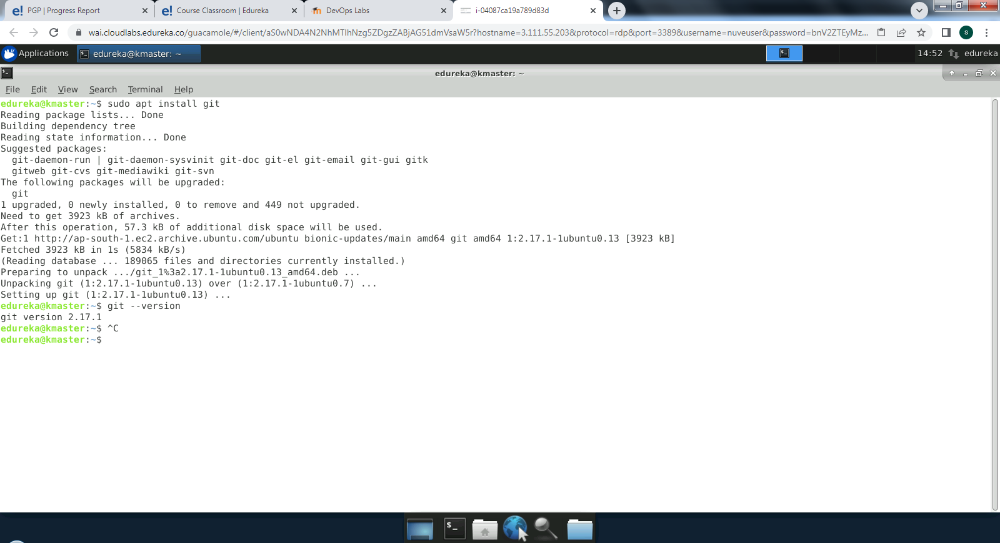 PGP | Progress Report
Course Classroom | Edureka
DevOps Labs
i-04087ca19a789d83d
wai.cloudlabs.edureka.co/guacamole/#/client/aS0wNDA4N2NhMTlhNzg5ZDgzZABjAG51dmVsaW5r?hostname=3.111.55.203&protocol=rdp&port=3389&username=nuveuser&password=bnV2ZTEyMz...
S
Applications
edureka@kmaster: ~
14:52
edureka
edureka@kmaster: ~
File Edit View Search Terminal Help
edureka@kmaster:~$ sudo apt install git
Reading package lists... Done
Building dependency tree
Reading state information... Done
Suggested packages:
  git-daemon-run | git-daemon-sysvinit git-doc git-el git-email git-gui gitk
  gitweb git-cvs git-mediawiki git-svn
The following packages will be upgraded:
  git
1 upgraded, 0 newly installed, 0 to remove and 449 not upgraded.
Need to get 3923 kB of archives.
After this operation, 57.3 kB of additional disk space will be used.
Get:1 http://ap-south-1.ec2.archive.ubuntu.com/ubuntu bionic-updates/main amd64 git amd64 1:2.17.1-1ubuntu0.13 [3923 kB]
Fetched 3923 kB in 1s (5834 kB/s)
(Reading database ... 189065 files and directories currently installed.)
Preparing to unpack .../git_1%3a2.17.1-1ubuntu0.13_amd64.deb ...
Unpacking git (1:2.17.1-1ubuntu0.13) over (1:2.17.1-1ubuntu0.7) ...
Setting up git (1:2.17.1-1ubuntu0.13) ...
edureka@kmaster:~$ git --version
git version 2.17.1
edureka@kmaster:~$ ^C
edureka@kmaster:~$